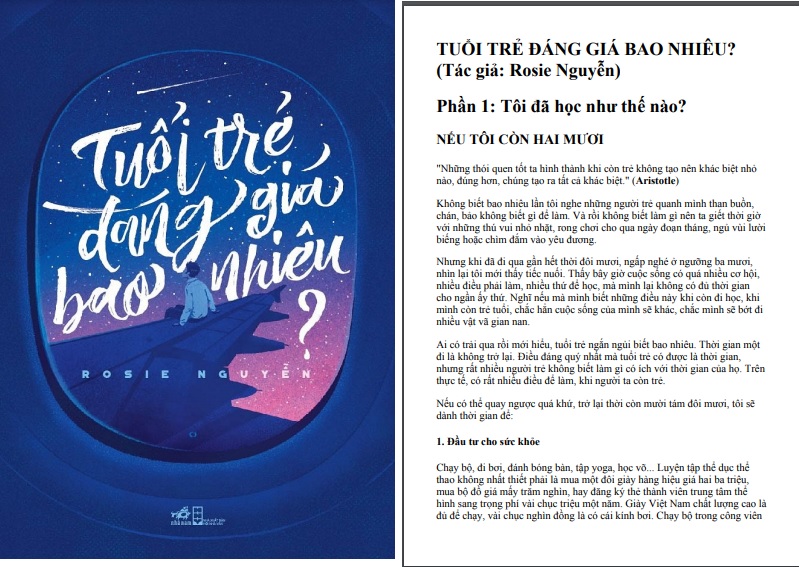 Tuổi trẻ
đáng giá
bao nhiêu
?
ROSIE NGUYỄN
nhã nam
TUỔI TRẺ ĐÁNG GIÁ BAO NHIÊU?
(Tác giả: Rosie Nguyễn)
Phần 1: Tôi đã học như thế nào?
NẾU TÔI CÒN HAI MƯƠI
"Những thói quen tốt ta hình thành khi còn trẻ không tạo nên khác biệt nhỏ
nào, đúng hơn, chúng tạo ra tất cả khác biệt." (Aristotle)
Không biết bao nhiêu lần tôi nghe những người trẻ quanh mình than buồn,
chán, bảo không biết gì để làm. Và rồi không biết làm gì nên ta giết thời giờ
với những thú vui nhỏ nhặt, rong chơi cho qua ngày đoạn tháng, ngủ vùi lười
biếng hoặc chìm đắm vào yêu đương.
Nhưng khi đã đi qua gần hết thời đôi mươi, ngấp nghé ở ngưỡng ba mươi,
nhìn lại tôi mới thấy tiếc nuối. Thấy bây giờ cuộc sống có quá nhiều cơ hội,
nhiều điều phải làm, nhiều thứ để học, mà mình lại không có đủ thời gian
cho ngần ấy thứ. Nghĩ nếu mà mình biết những điều này khi còn đi học, khi
mình còn trẻ tuổi, chắc hẳn cuộc sống của mình sẽ khác, chắc mình sẽ bớt đi
nhiều vật vã gian nan.
Ai có trải qua rồi mới hiểu, tuổi trẻ ngắn ngủi biết bao nhiêu. Thời gian một
đi là không trở lại. Điều đáng quý nhất mà tuổi trẻ có được là thời gian,
nhưng rất nhiều người trẻ không biết làm gì có ích với thời gian của họ. Trên
thực tế, có rất nhiều điều để làm, khi người ta còn trẻ.
Nếu có thể quay ngược quá khứ, trở lại thời còn mười tám đôi mươi, tôi sẽ
dành thời gian để:
1. Đầu tư cho sức khỏe
Chạy bộ, đi bơi, đánh bóng bàn, tập yoga, học võ... Luyện tập thể dục thể
thao không nhất thiết phải là mua một đôi giày hàng hiệu giá hai ba triệu,
mua bộ đồ giá mấy trăm nghìn, hay đăng ký thẻ thành viên trung tâm thể
hình sang trọng phí vài chục triệu một năm. Giày Việt Nam chất lượng cao là
đủ để chạy, vài chục nghìn đồng là có cái kính bơi. Chạy bộ trong công viên